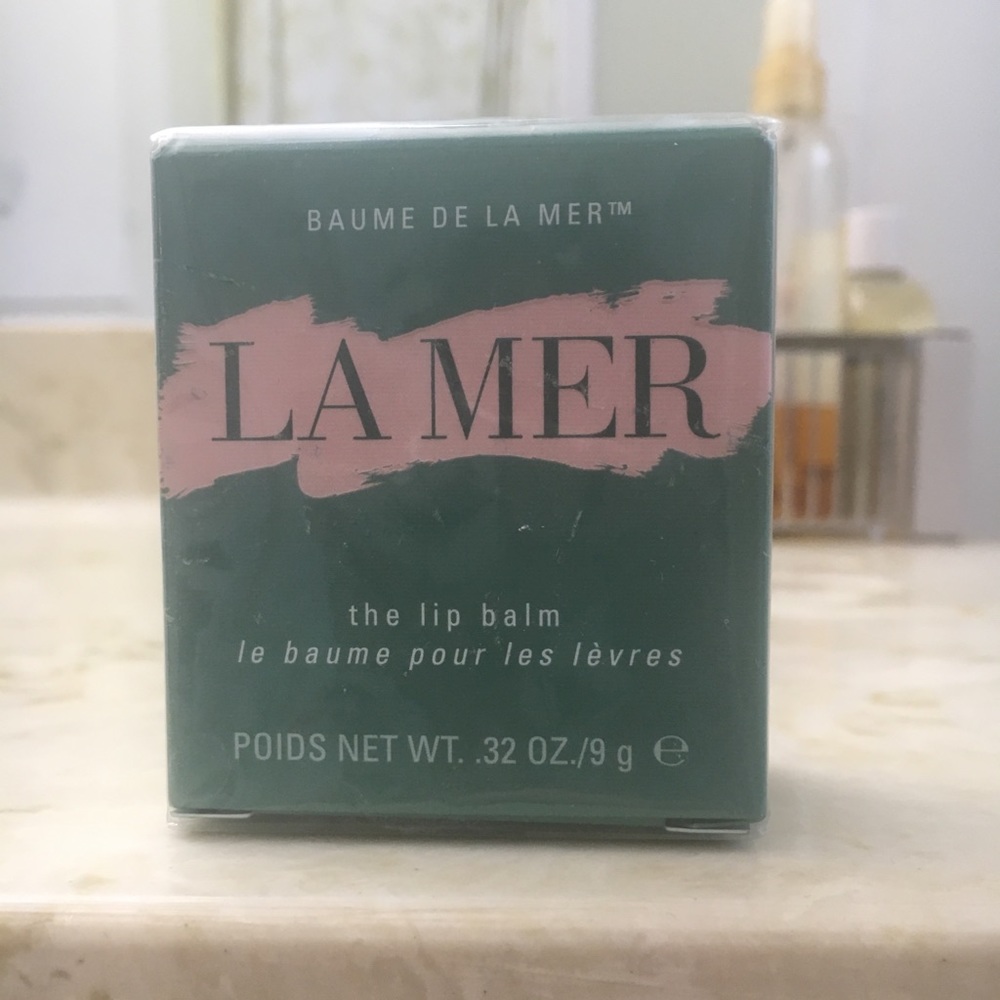 BAUME DE LA MER™
LA MER
the lip balm
le baume pour les lèvres
POIDS NET WT. .32 OZ./9 g ℮